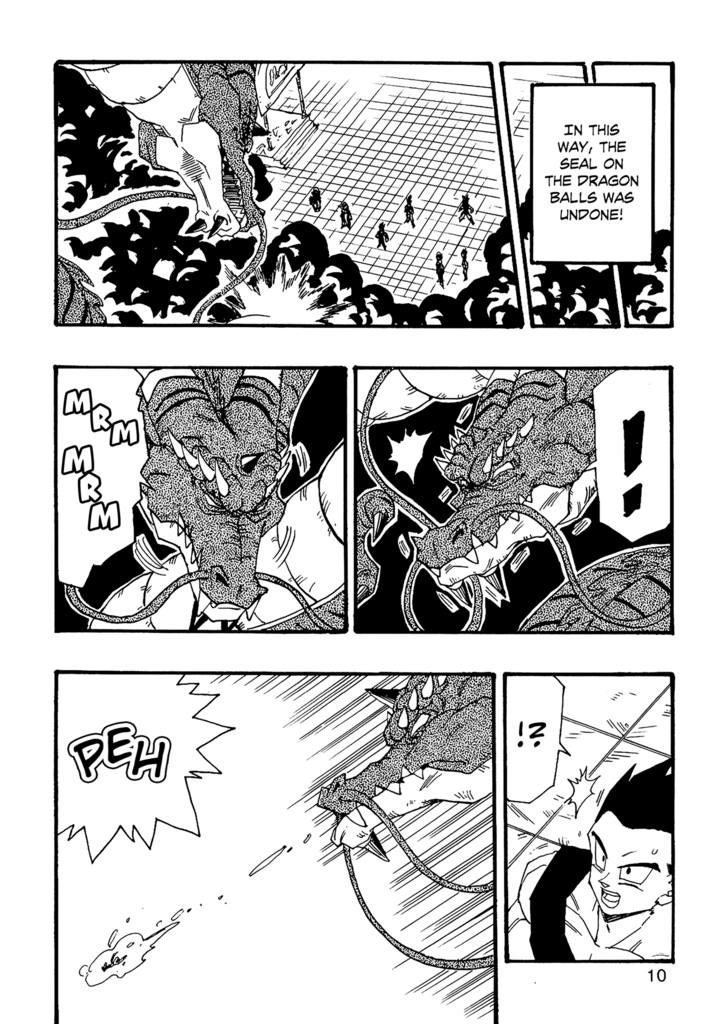 IN THIS
WAY, THE
SEAL ON
THE DRAGON
BALLS WAS
UNDONE!
!!
MRM
MRM
!?
PEH
10